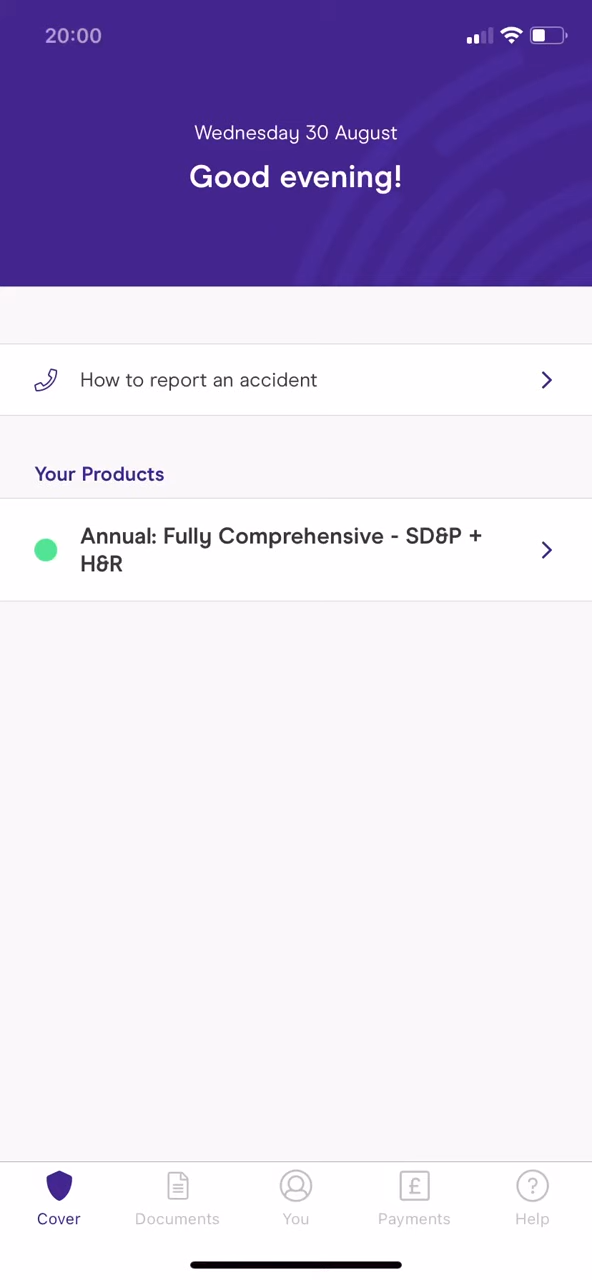 20:00
Wednesday 30 August
Good evening!
How to report an accident
Your Products
Annual: Fully Comprehensive - SD&P +
H&R
£
?
Cover
Documents
You
Payments
Help